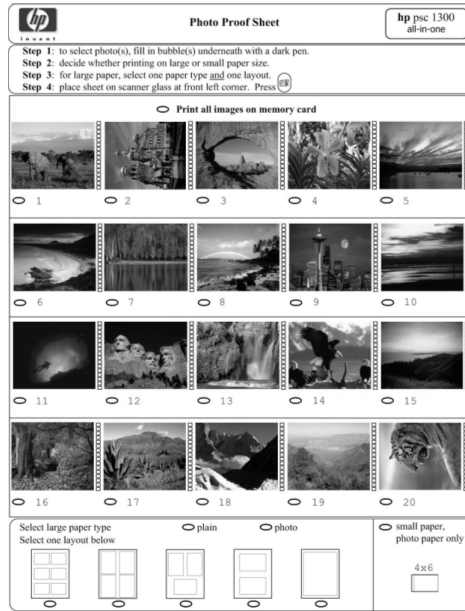 hp
invent
Photo Proof Sheet
hp psc 1300
all-in-one
Step 1: to select photo(s), fill in bubble(s) underneath with a dark pen.
Step 2: decide whether printing on large or small paper size.
Step 3: for large paper, select one paper type and one layout.
Step 4: place sheet on scanner glass at front left corner. Press
Print all images on memory card
1 2 3 4 5
6 7 8 9 10
11 12 13 14 15
16 17 18 19 20
Select large paper type plain photo
Select one layout below
small paper,
photo paper only
4x6